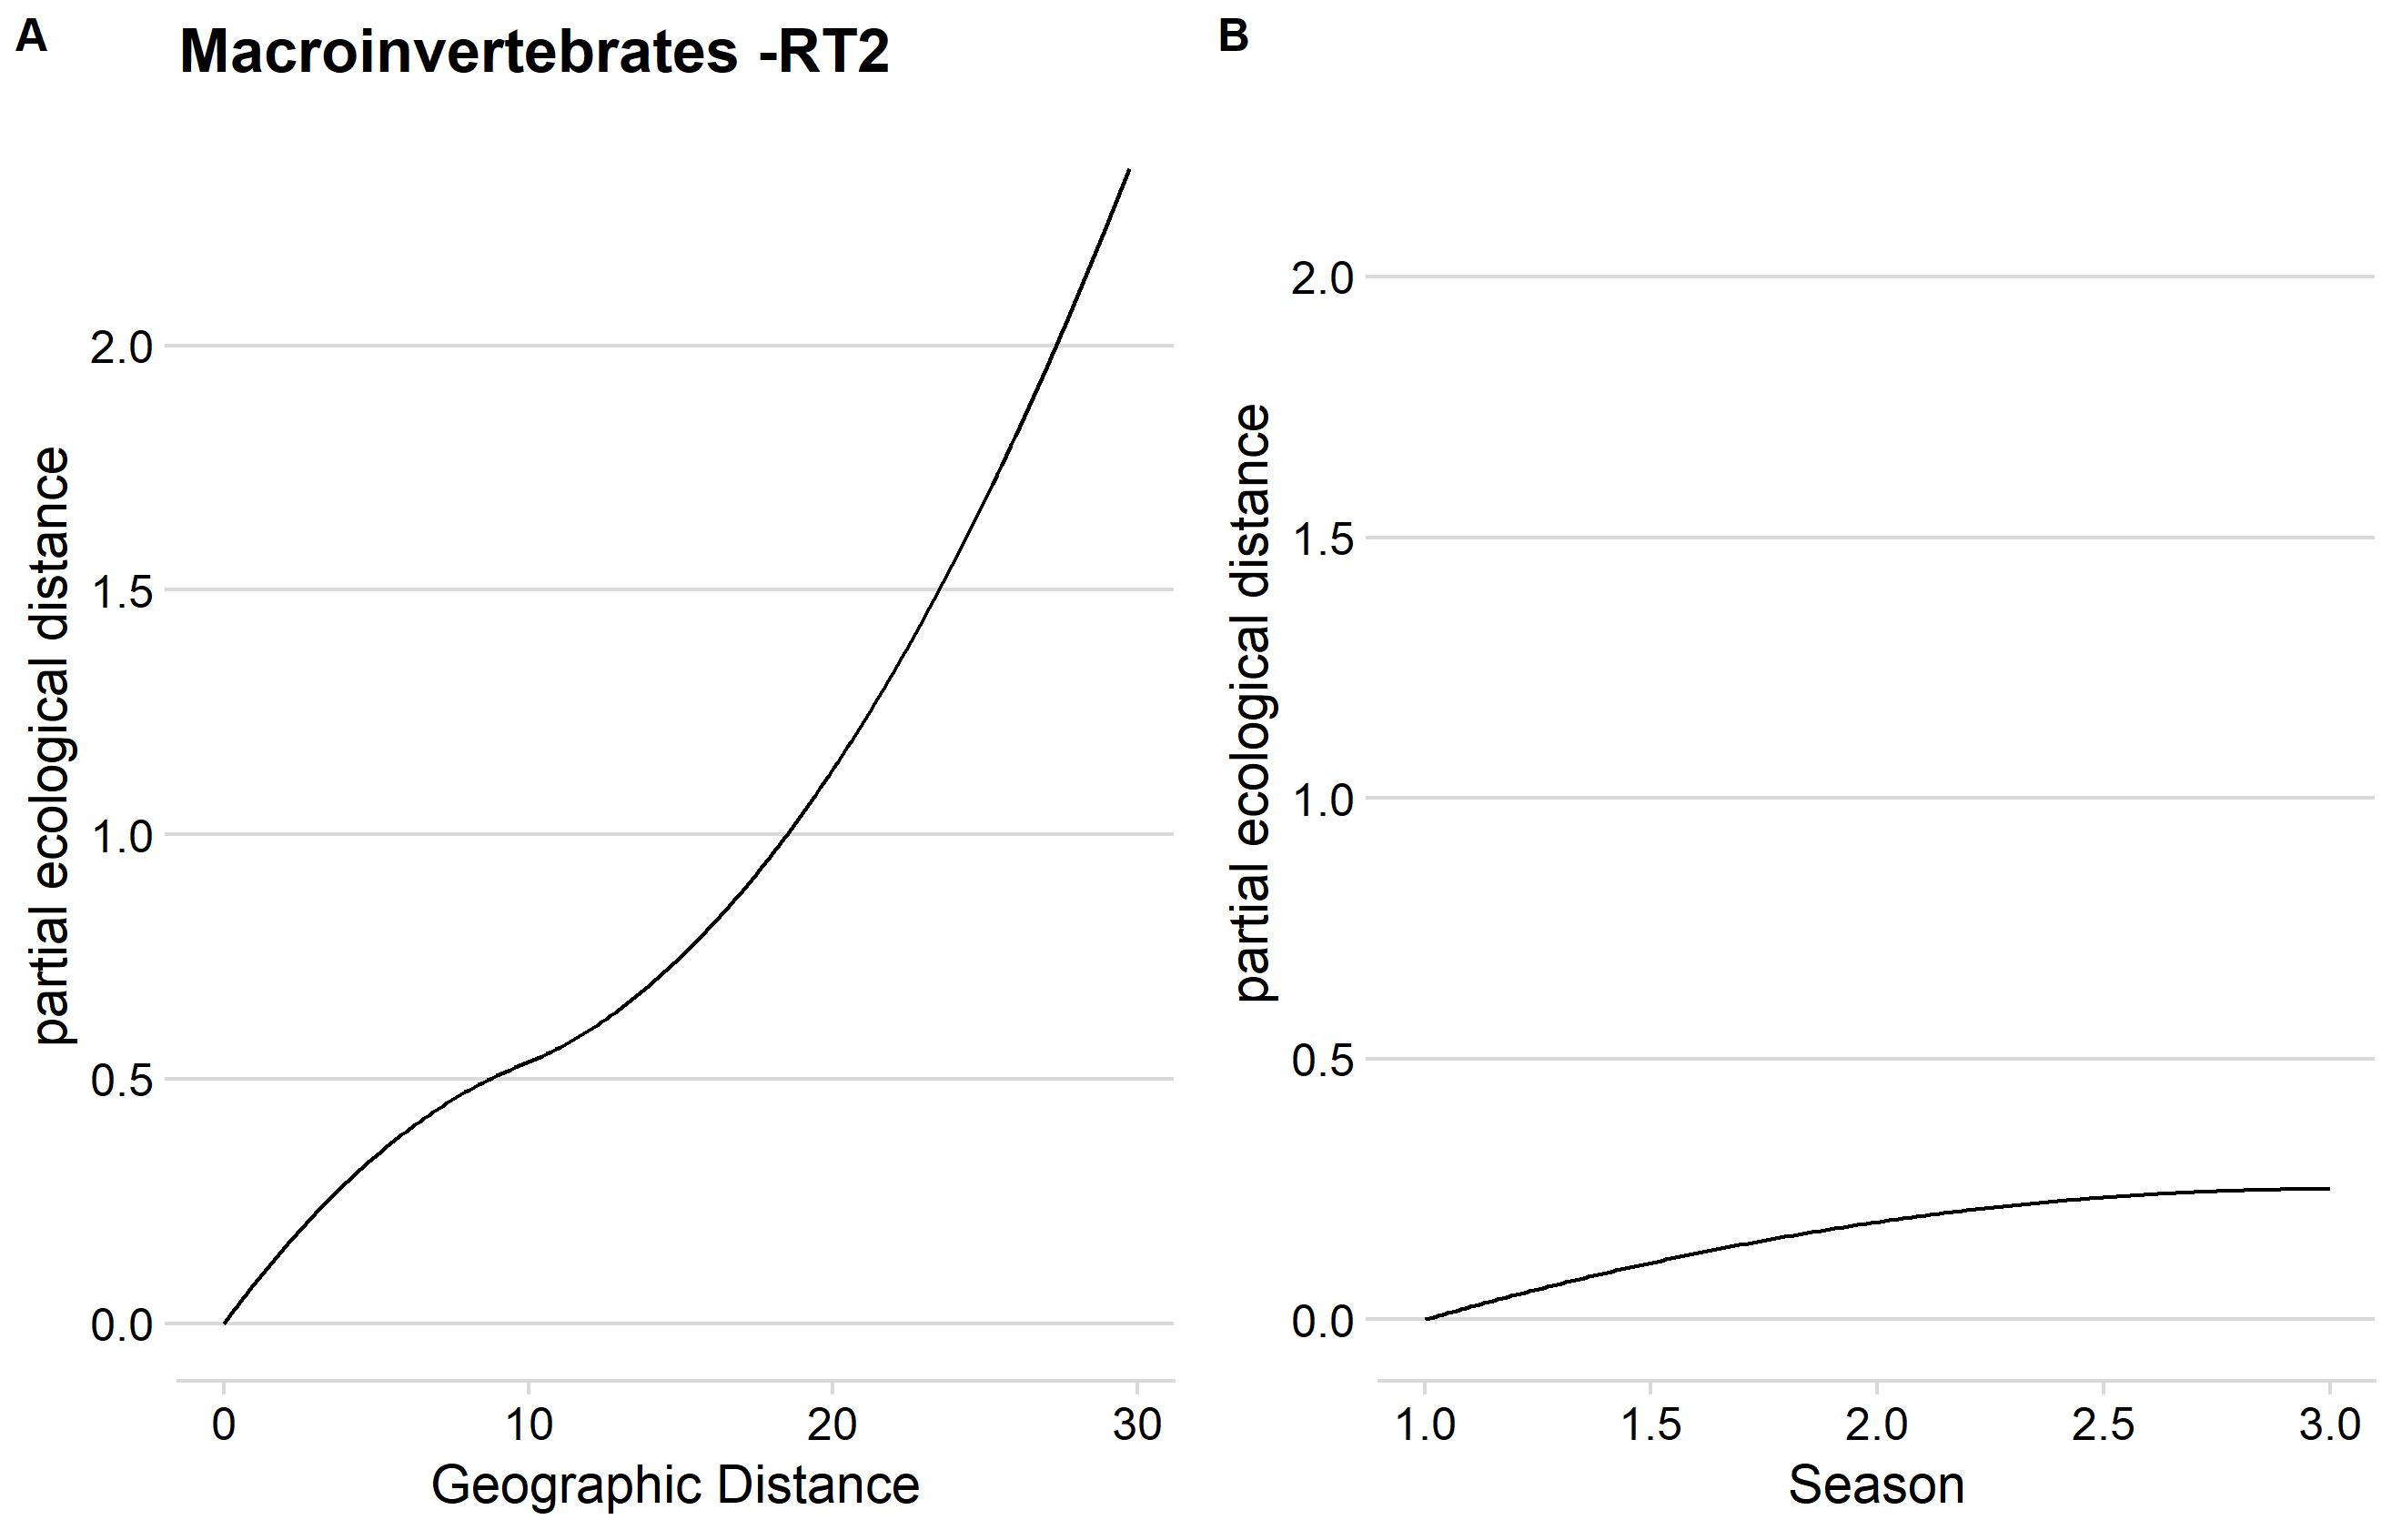 A
Macroinvertebrates -RT2
partial ecological distance
2.0
1.5
1.0
0.5
0.0
0 10 20 30
Geographic Distance
B
partial ecological distance
2.0
1.5
1.0
0.5
0.0
1.0 1.5 2.0 2.5 3.0
Season